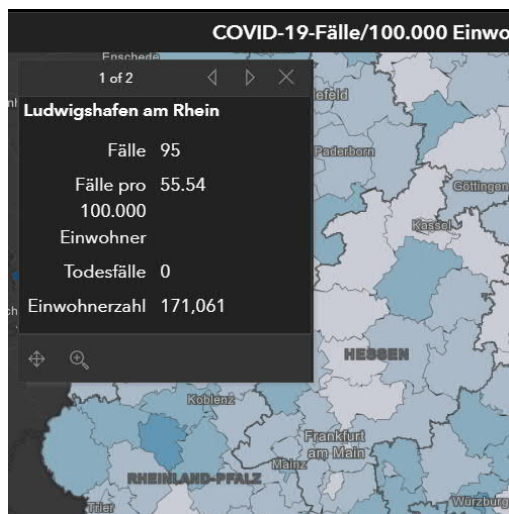 COVID-19-Fälle/100.000 Einwo
Enschede
1 of 2
Ludwigshafen am Rhein
Fälle 95
Fälle pro 55.54
100.000
Einwohner
Todesfälle 0
Einwohnerzahl 171,061
efeld
Paderborn
Göttingen
Kassel
HESSEN
Koblenz
Frankfurt
am Main
Mainz
RHEINLAND-PFALZ
Trier
Würzburg